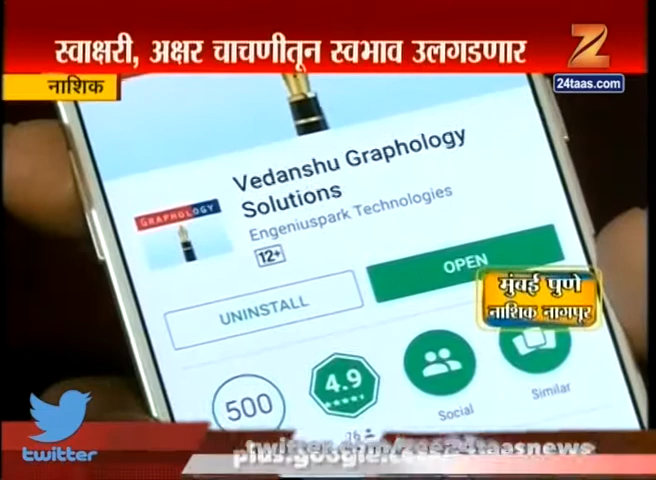 स्वाक्षरी, अक्षर चाचणीतून स्वभाव उलगडणार
24taas.com
नाशिक
Vedanshu Graphology
Solutions
GRAPHOLOGY
Engeniuspark Technologies
12+
OPEN
UNINSTALL
मुंबई पुणे
नाशिक नागपूर
500
4.9
Social
Similar
twitter